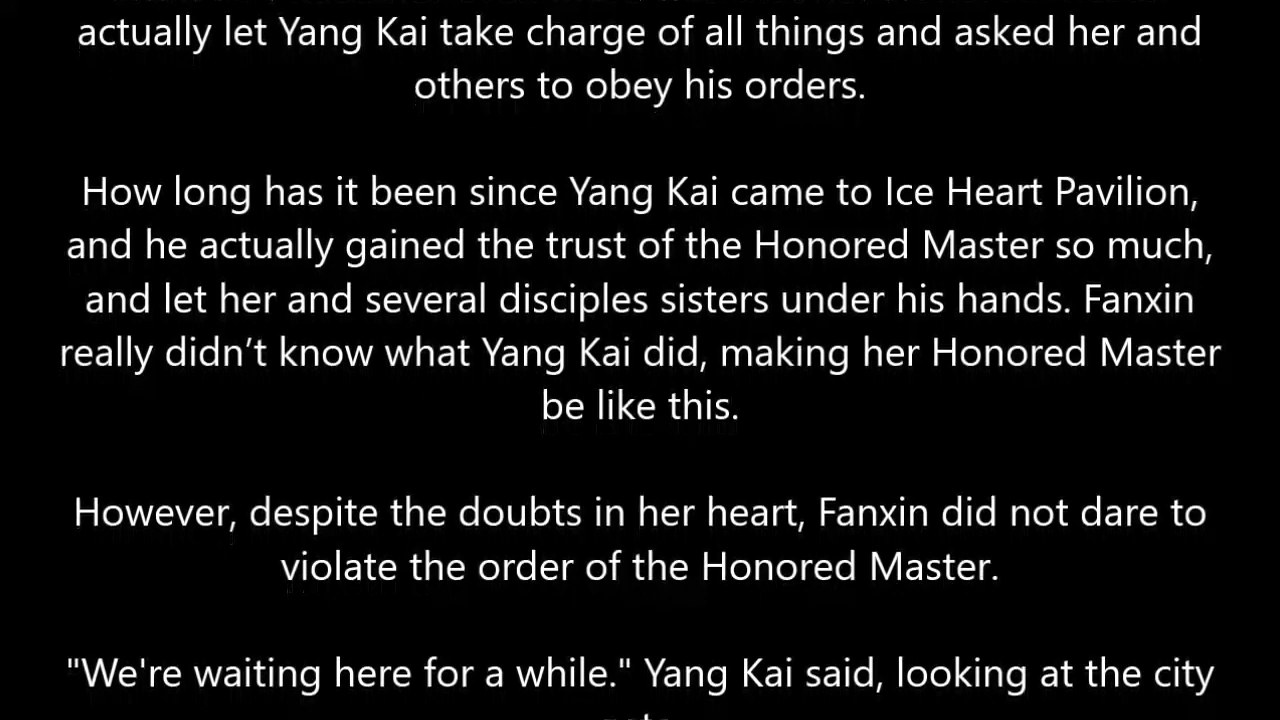 actually let Yang Kai take charge of all things and asked her and
others to obey his orders.
How long has it been since Yang Kai came to Ice Heart Pavilion,
and he actually gained the trust of the Honored Master so much,
and let her and several disciples sisters under his hands. Fanxin
really didn’t know what Yang Kai did, making her Honored Master
be like this.
However, despite the doubts in her heart, Fanxin did not dare to
violate the order of the Honored Master.
"We're waiting here for a while." Yang Kai said, looking at the city